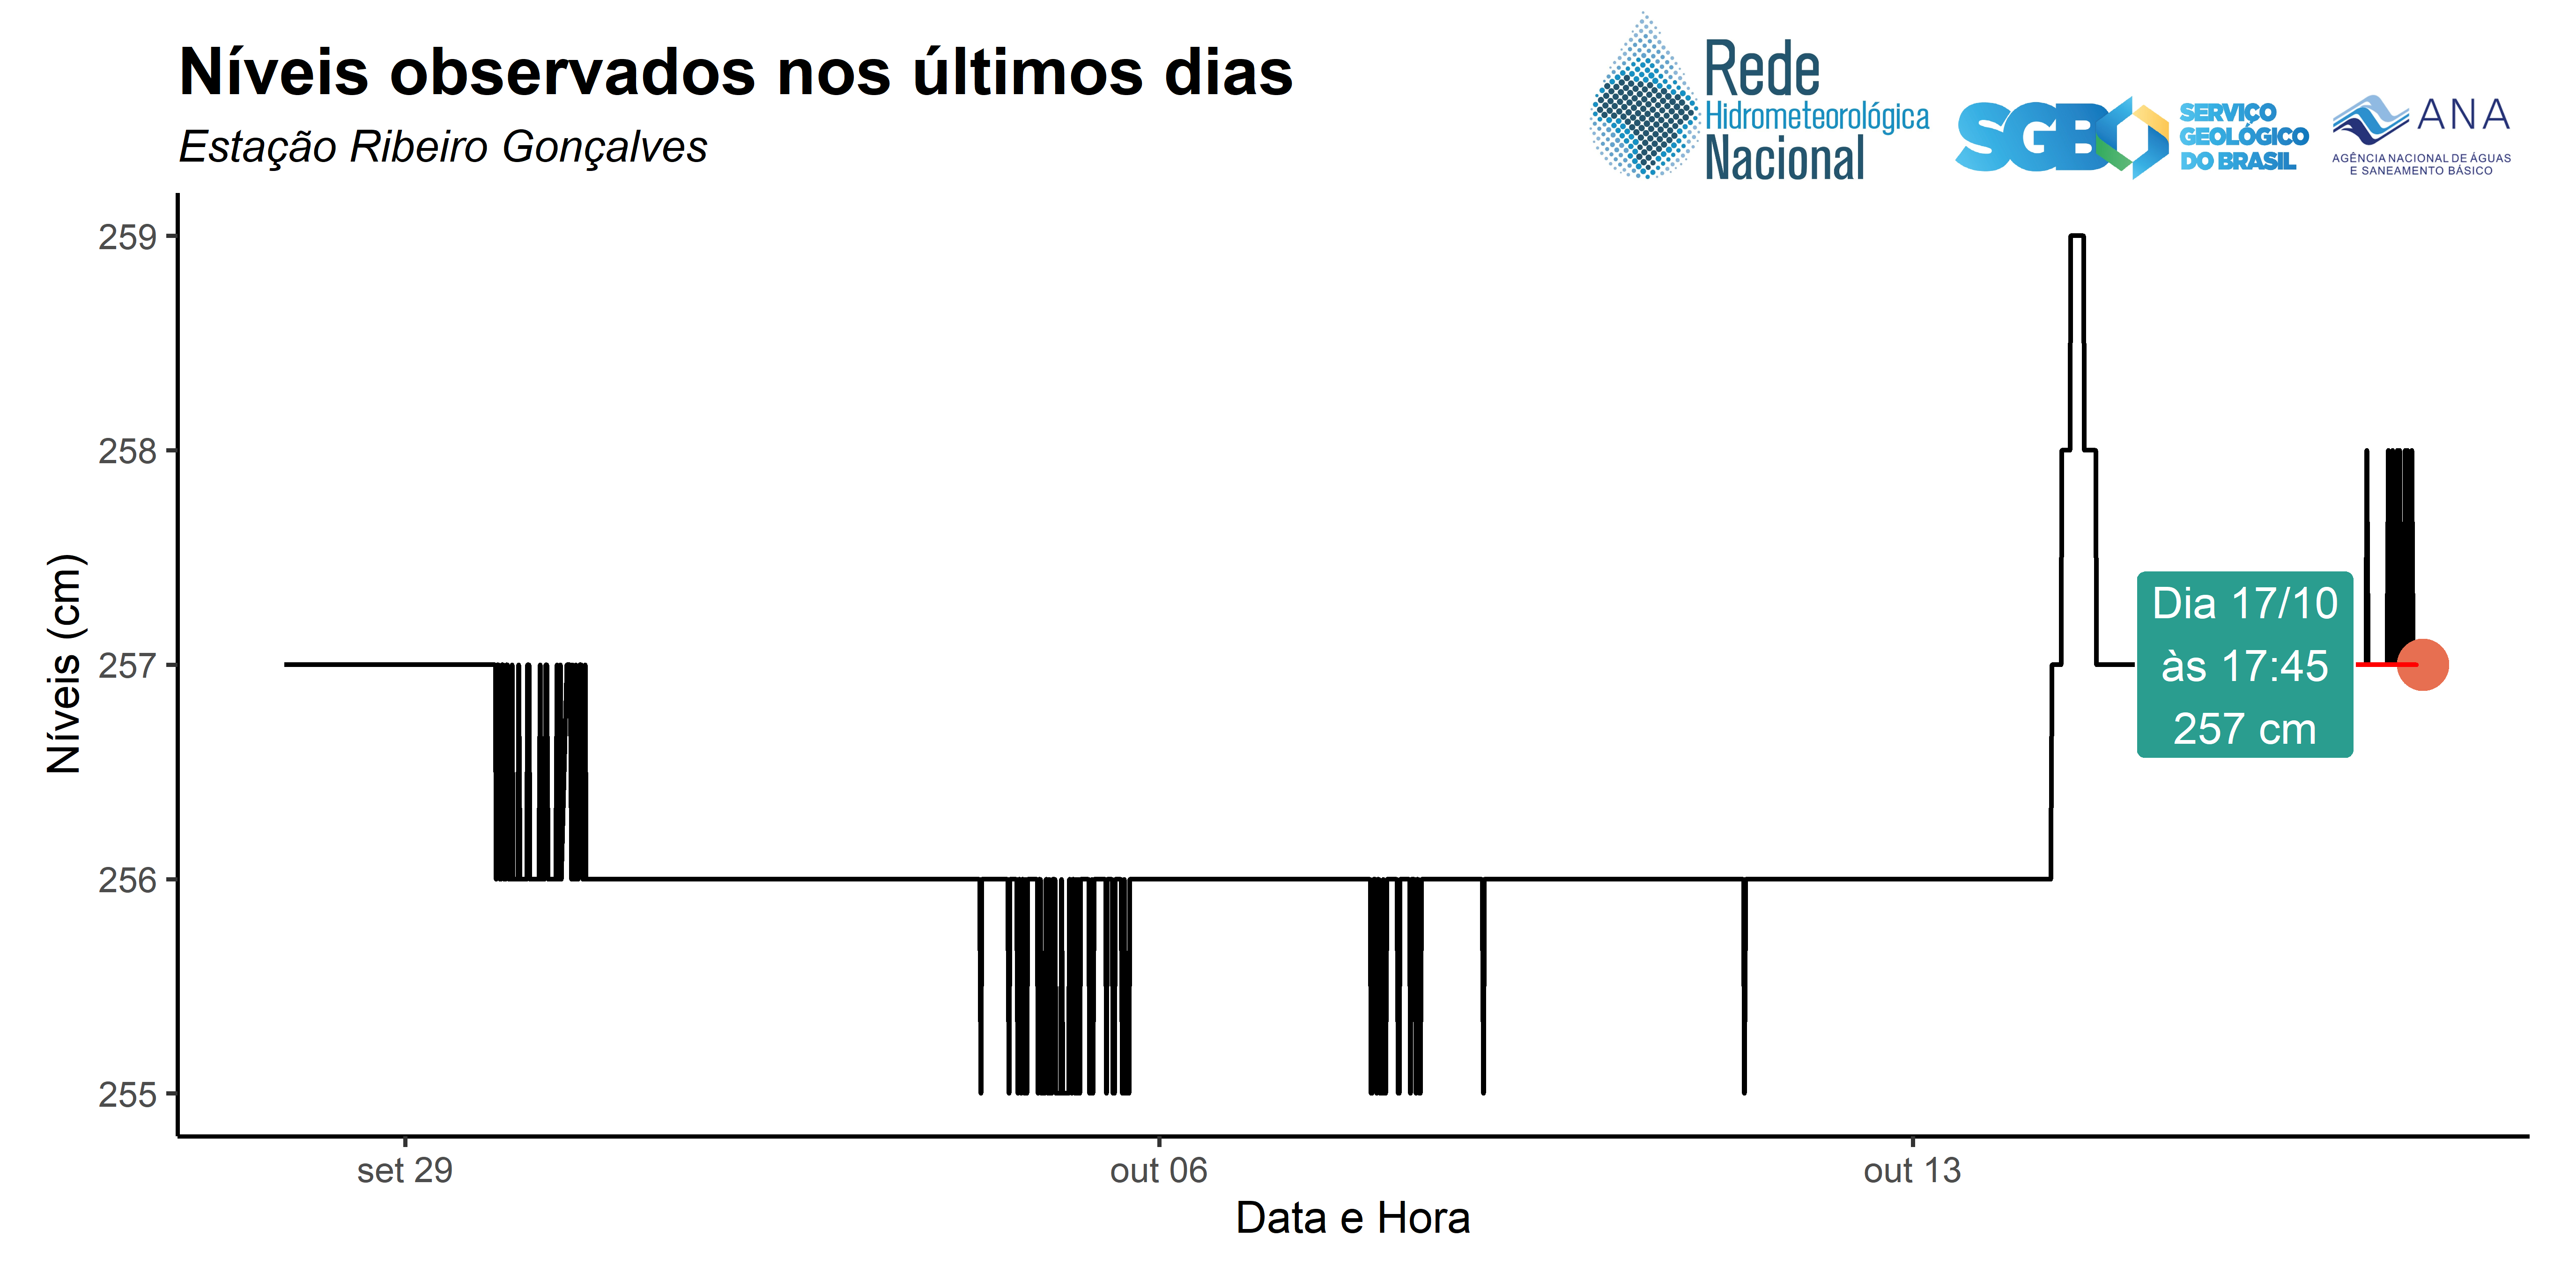 Níveis observados nos últimos dias
Estação Ribeiro Gonçalves
Rede
Hidrometeorológica
Nacional
SGB
SERVIÇO
GEOLÓGICO
DO BRASIL
ANA
AGÊNCIA NACIONAL DE ÁGUAS
E SANEAMENTO BÁSICO
Níveis (cm)
259
258
257
256
255
Dia 17/10
às 17:45
257 cm
set 29
out 06
out 13
Data e Hora